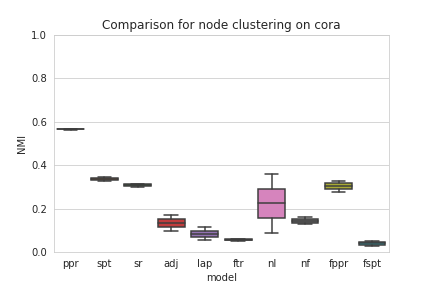 Comparison for node clustering on cora
1.0
0.8
0.6
0.4
0.2
0.0
NMI
ppr spt sr adj lap ftr nl nf fppr fspt
model